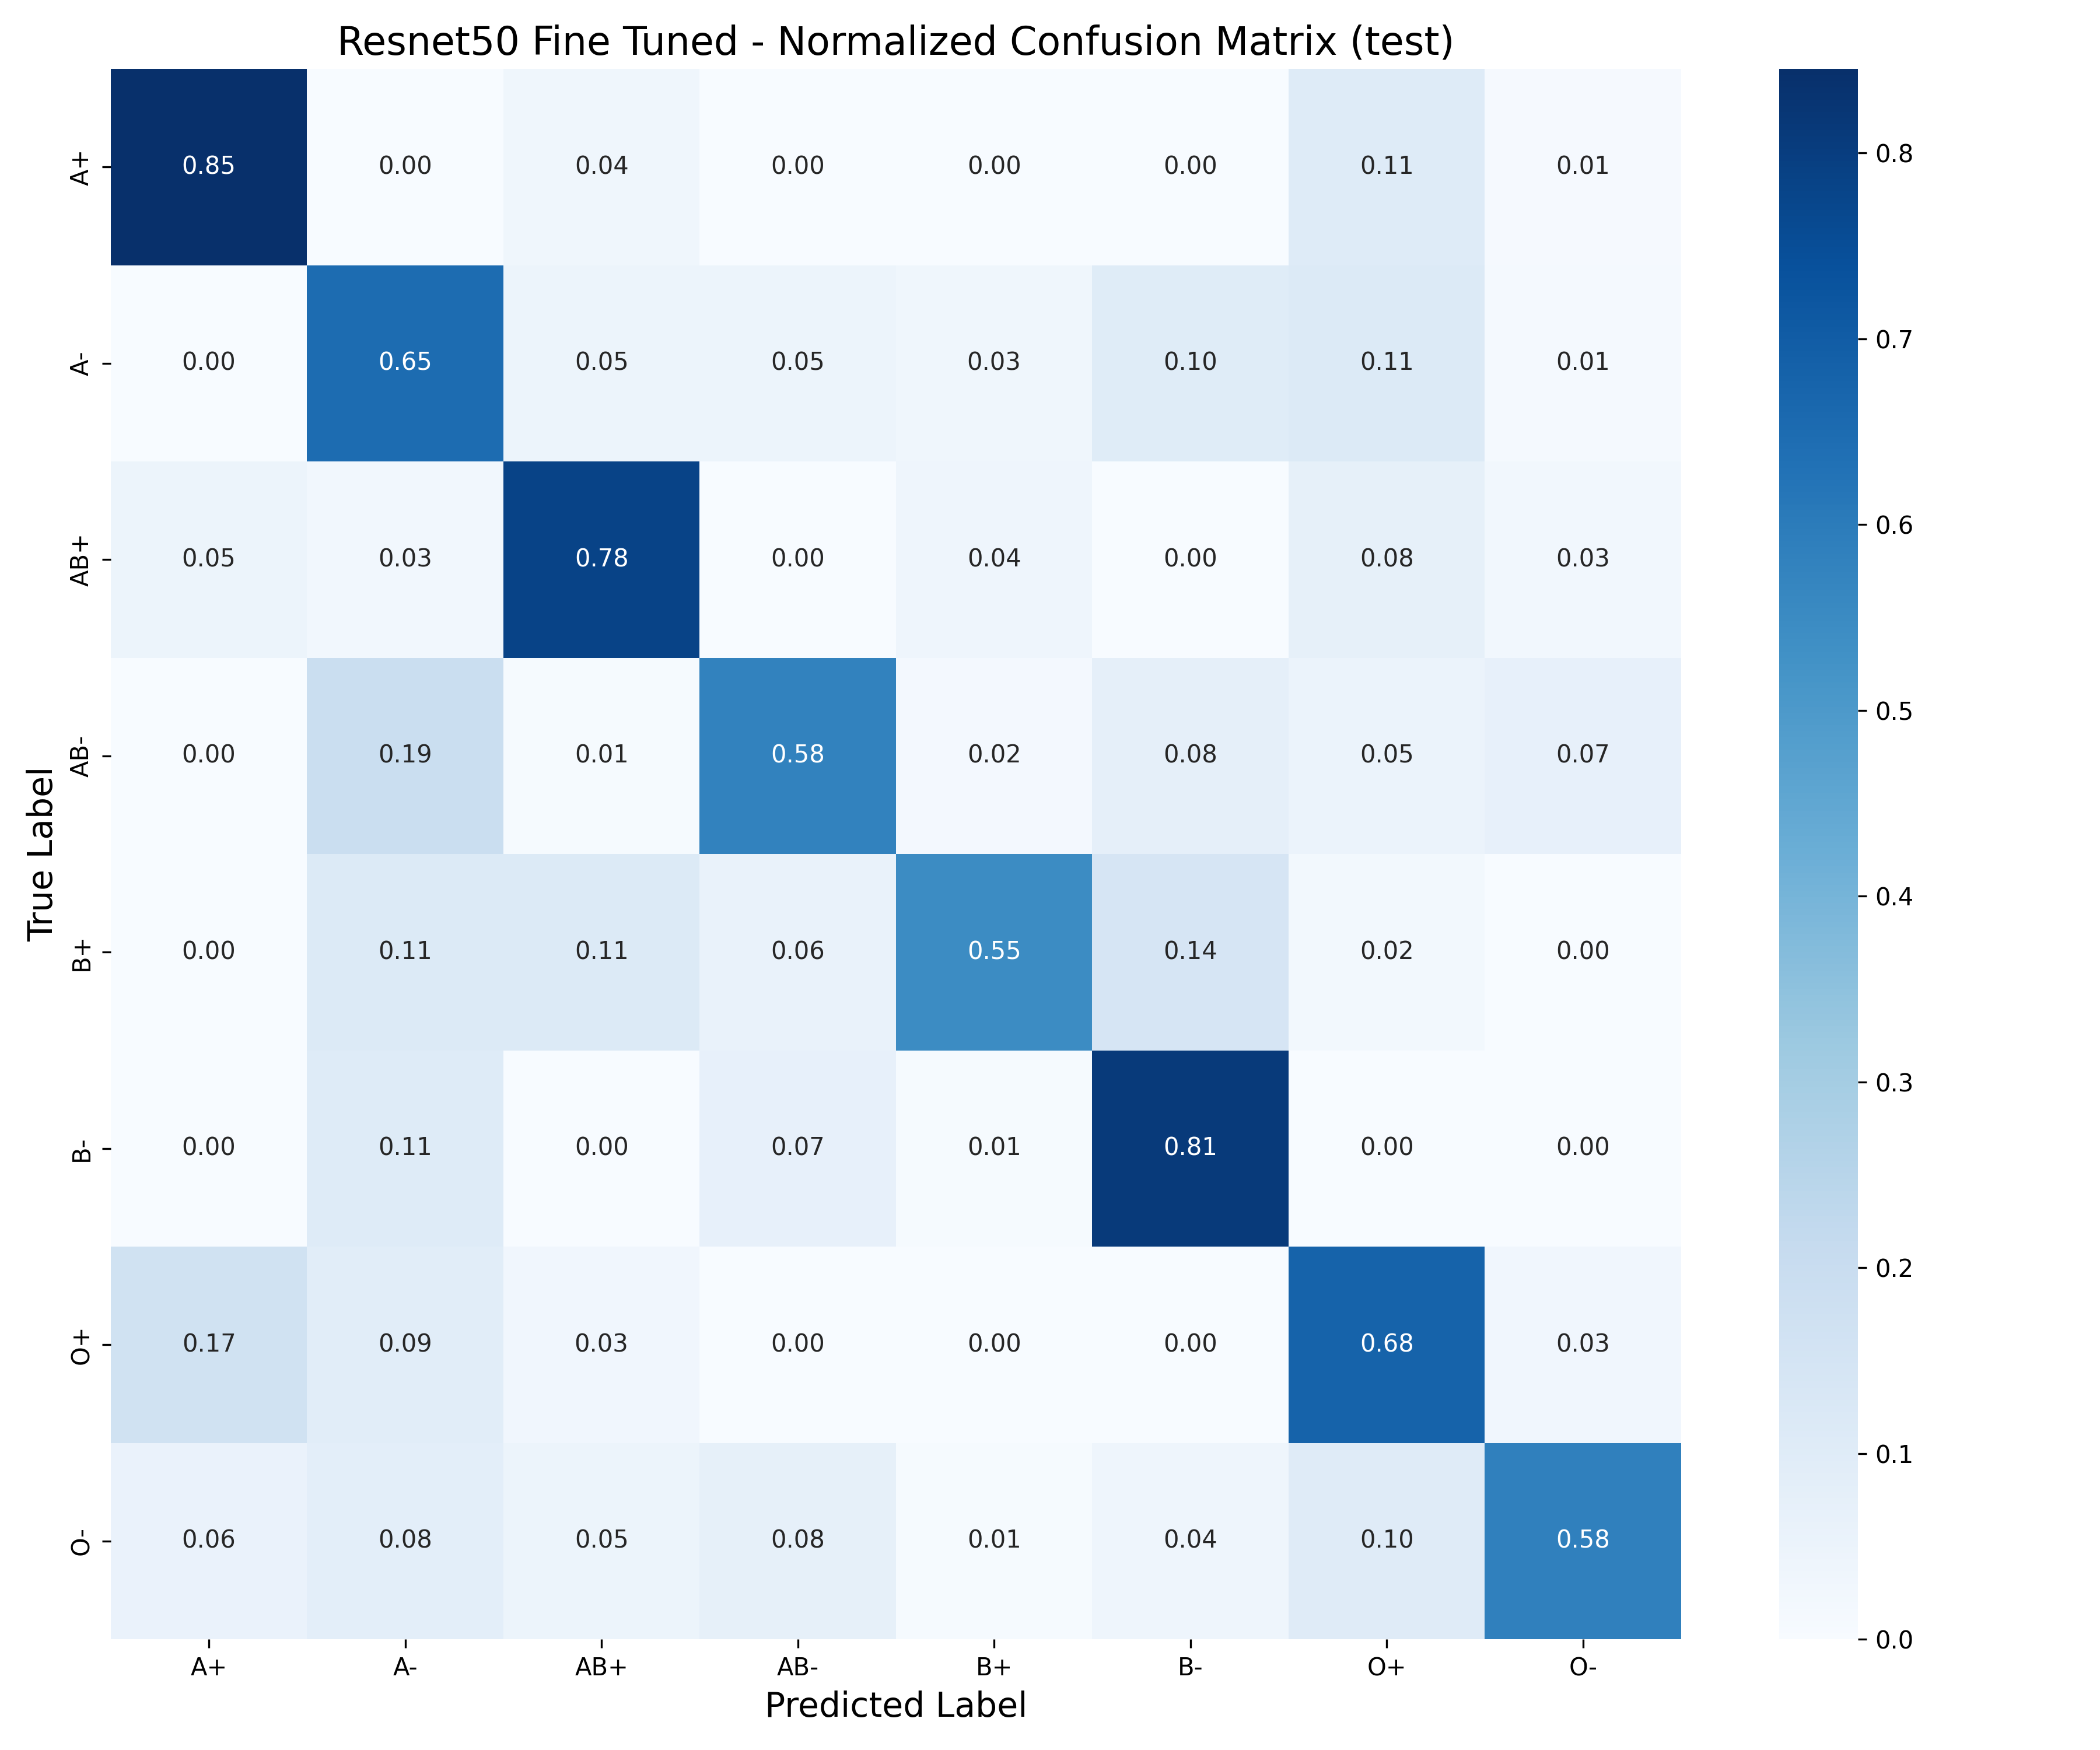 Resnet50 Fine Tuned - Normalized Confusion Matrix (test)
A+ 0.85 0.00 0.04 0.00 0.00 0.00 0.11 0.01
A- 0.00 0.65 0.05 0.05 0.03 0.10 0.11 0.01
AB+ 0.05 0.03 0.78 0.00 0.04 0.00 0.08 0.03
AB- 0.00 0.19 0.01 0.58 0.02 0.08 0.05 0.07
B+ 0.00 0.11 0.11 0.06 0.55 0.14 0.02 0.00
B- 0.00 0.11 0.00 0.07 0.01 0.81 0.00 0.00
O+ 0.17 0.09 0.03 0.00 0.00 0.00 0.68 0.03
O- 0.06 0.08 0.05 0.08 0.01 0.04 0.10 0.58
A+ A- AB+ AB- B+ B- O+ O-
Predicted Label
True Label
0.8
0.7
0.6
0.5
0.4
0.3
0.2
0.1
0.0